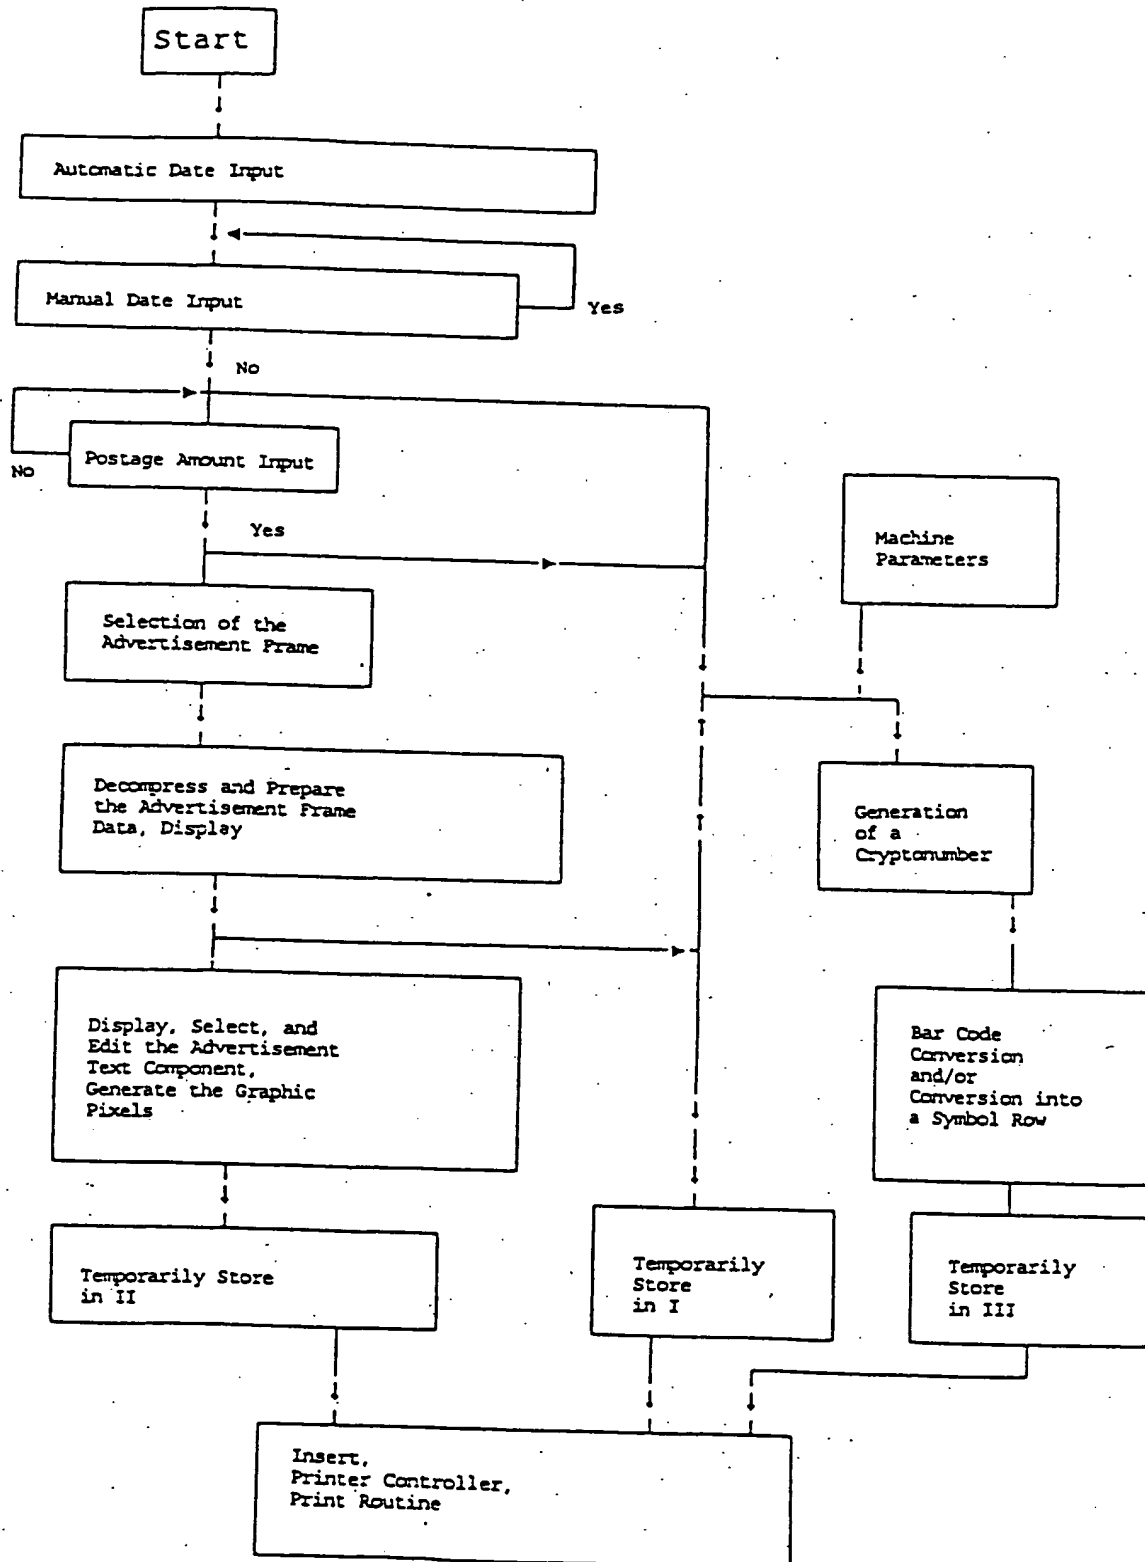 Start
Automatic Date Input
Manual Date Input
Yes
No
Postage Amount Input
No
Yes
Machine
Parameters
Selection of the
Advertisement Frame
Decompress and Prepare
the Advertisement Frame
Data, Display
Generation
of a
Cryptonumber
Display, Select, and
Edit the Advertisement
Text Component,
Generate the Graphic
Pixels
Bar Code
Conversion
and/or
Conversion into
a Symbol Row
Temporarily Store
in II
Temporarily
Store
in I
Temporarily
Store
in III
Insert,
Printer Controller,
Print Routine